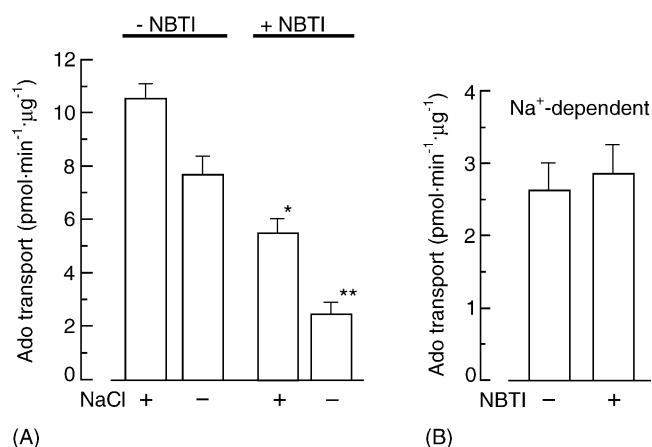 - NBTI + NBTI
Ado transport (pmol·min⁻¹·µg⁻¹)
12
10
8
6
4
2
0
*
**
NaCl + − + −
(A)
Na⁺-dependent
Ado transport (pmol·min⁻¹·µg⁻¹)
4
3
2
1
0
NBTI − +
(B)